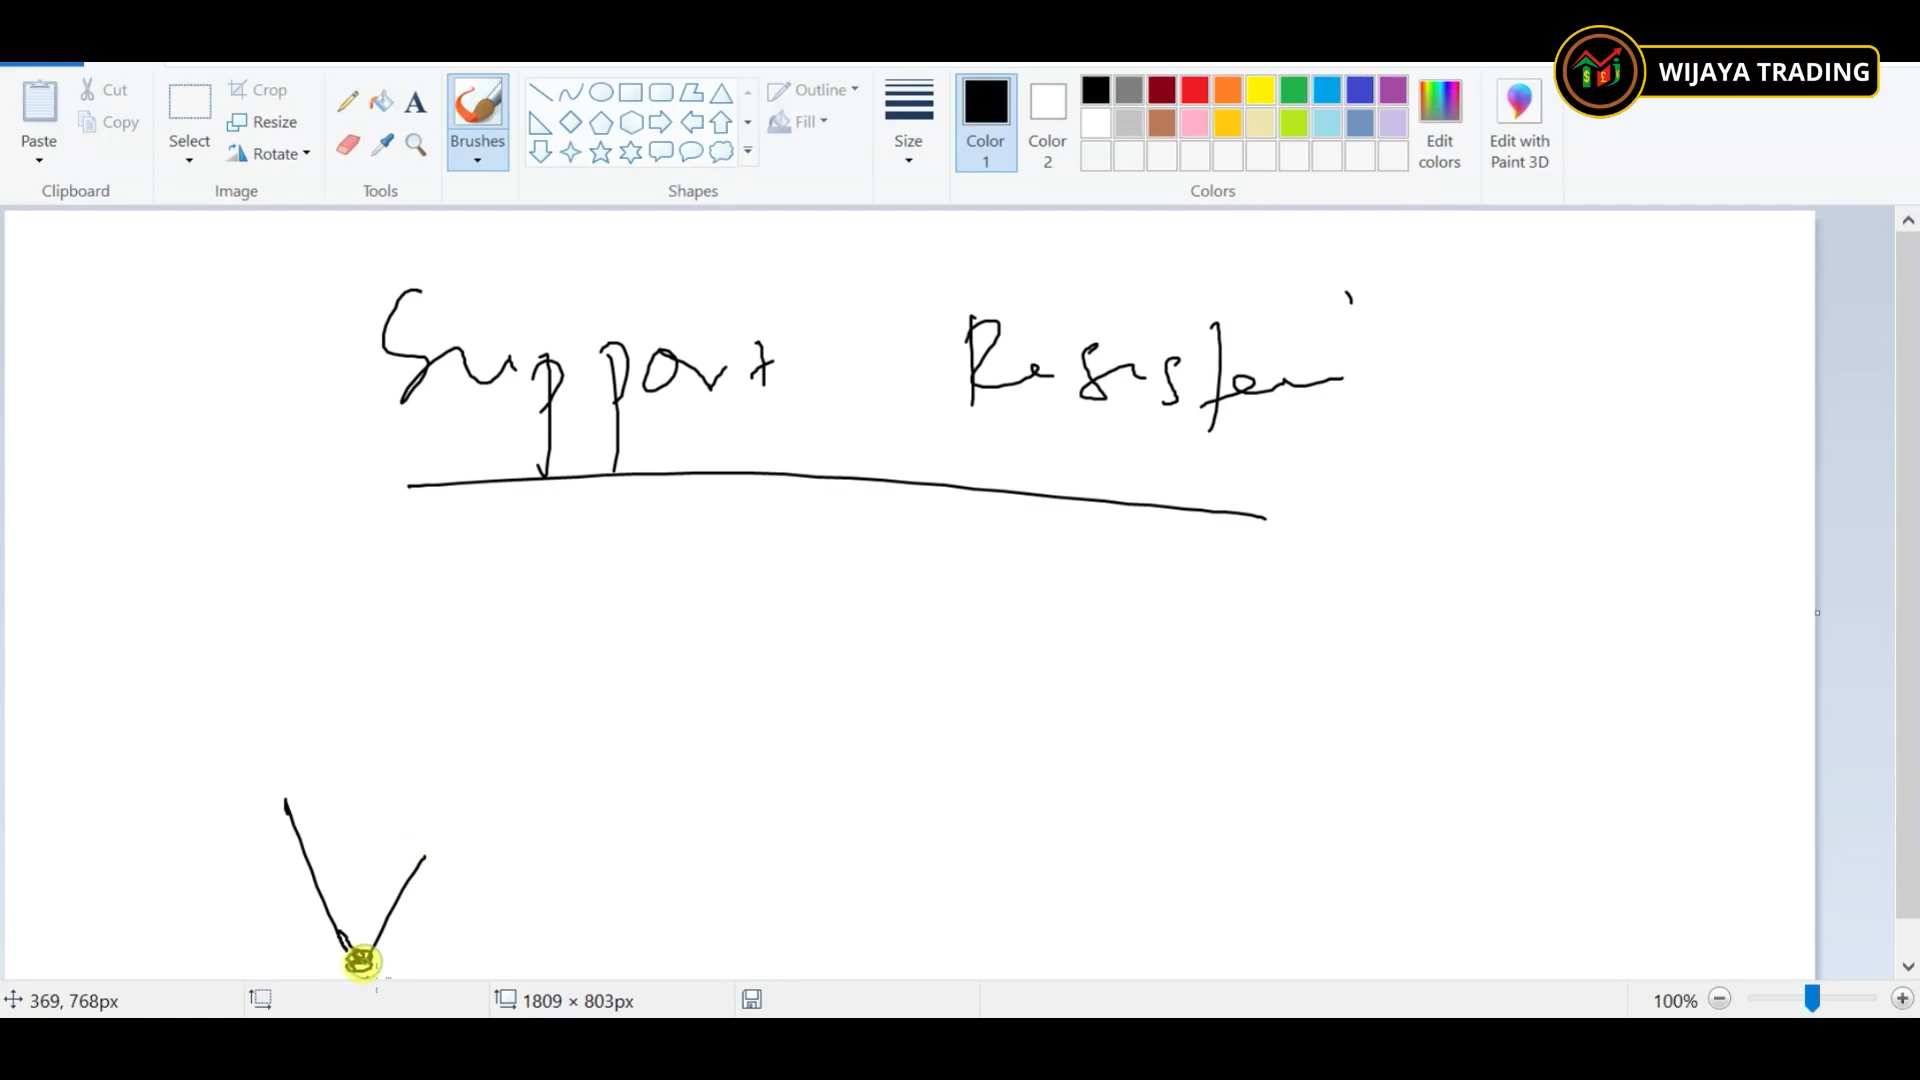 WIJAYA TRADING
Paste
Cut
Copy
Clipboard
Select
Crop
Resize
Rotate
Image
A
Tools
Brushes
Outline
Fill
Shapes
Size
Color 1
Color 2
Edit colors
Edit with Paint 3D
Colors
Support Resisten
369, 768px
1809 × 803px
100%